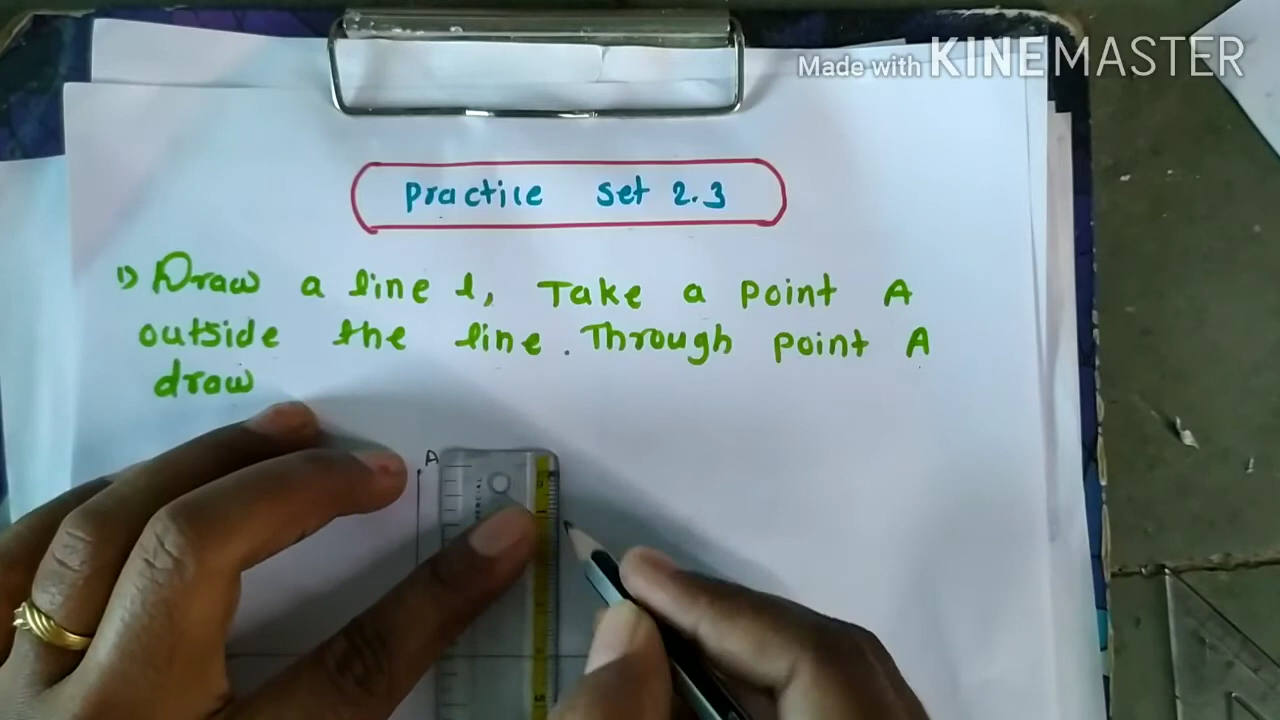 Made with KINEMASTER
Practice Set 2.3
1) Draw a line l, Take a point A
outside the line. Through point A
draw
A